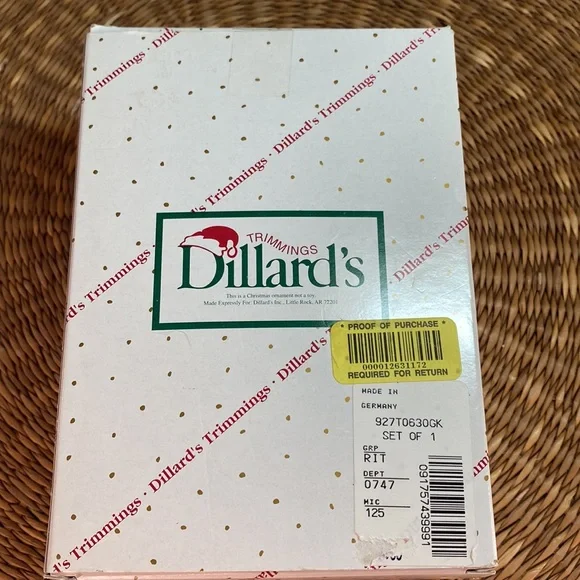 Trimmings · Dillard's Trimmings · Dillard's Tri
Dillard's Trimmings · Dillard's Trimmings
TRIMMINGS
Dillard's
This is a Christmas ornament not a toy.
Made Expressly For: Dillard's Inc., Little Rock, AR 72201
Dillard's Trimmings · Dillard's Trimmings
* PROOF OF PURCHASE *
000012631172
REQUIRED FOR RETURN
MADE IN
GERMANY
927T0630GK
SET OF 1
GRP
RIT
DEPT
0747
MIC
125
091757439991
Dillard's Trimmings